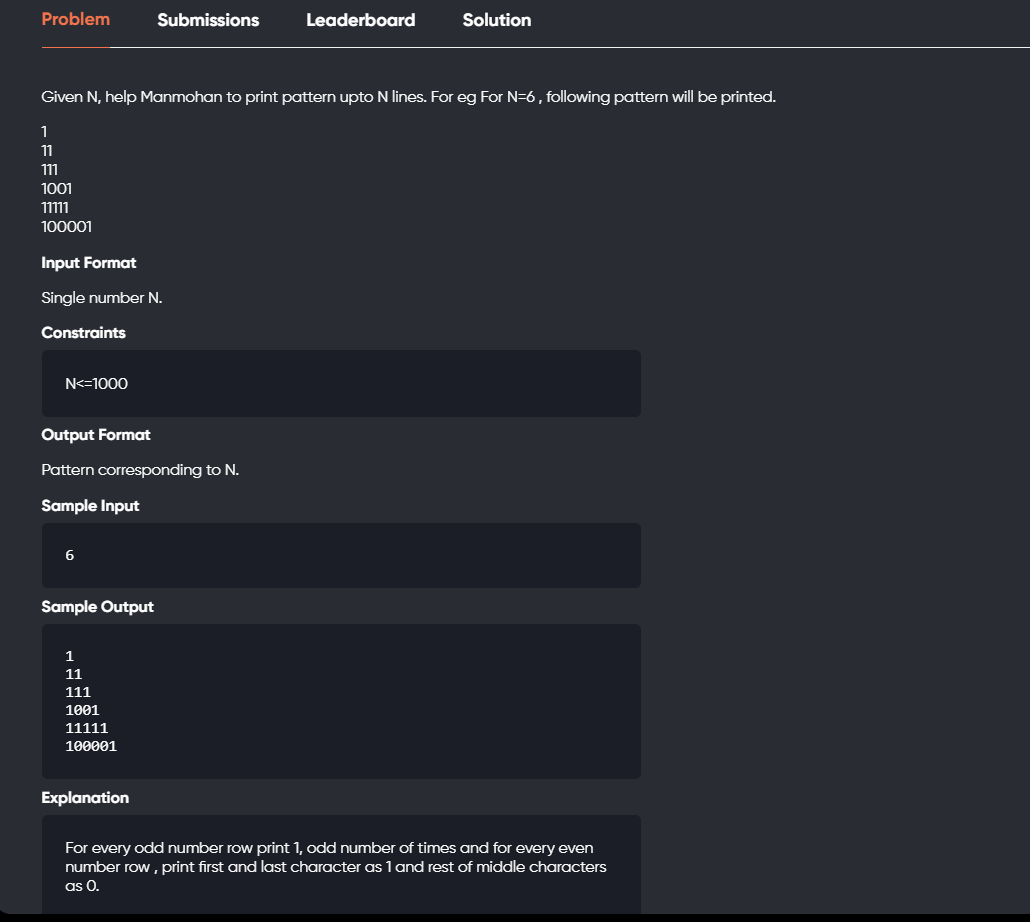 Problem Submissions Leaderboard Solution
Given N, help Manmohan to print pattern upto N lines. For eg For N=6 , following pattern will be printed.
1
11
111
1001
11111
100001
Input Format
Single number N.
Constraints
N<=1000
Output Format
Pattern corresponding to N.
Sample Input
6
Sample Output
1
11
111
1001
11111
100001
Explanation
For every odd number row print 1, odd number of times and for every even
number row , print first and last character as 1 and rest of middle characters
as 0.